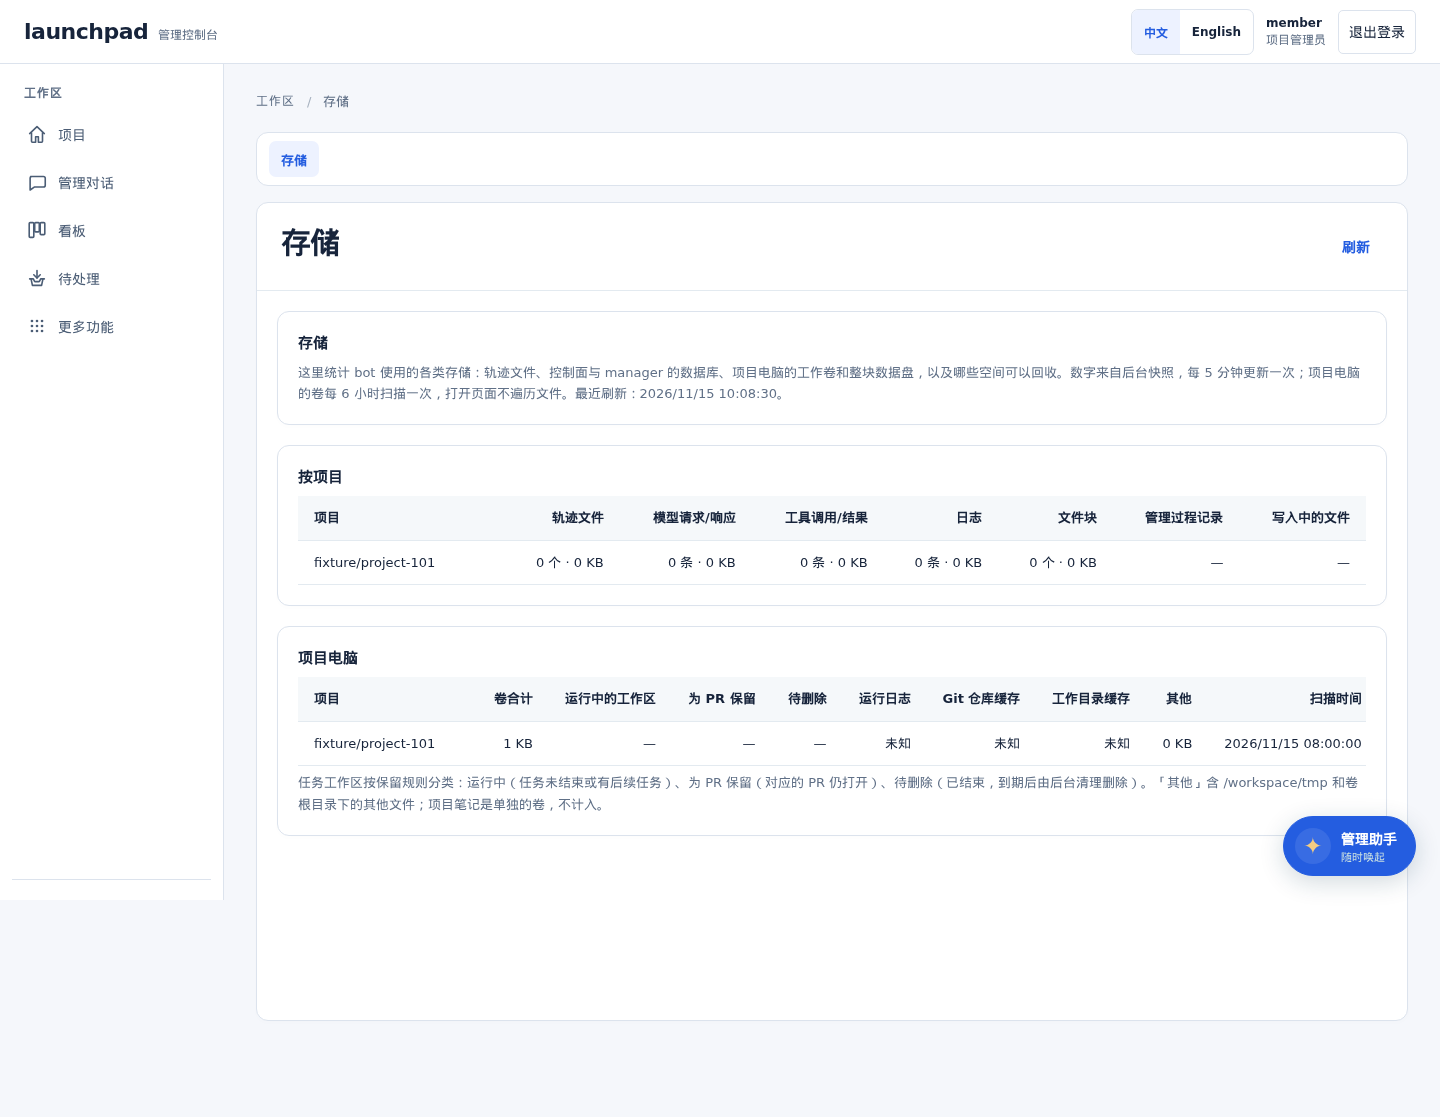 launchpad 管理控制台
中文 English
member
项目管理员
退出登录
工作区
项目
管理对话
看板
待处理
更多功能
工作区 / 存储
存储
存储
刷新
存储
这里统计 bot 使用的各类存储：轨迹文件、控制面与 manager 的数据库、项目电脑的工作卷和整块数据盘，以及哪些空间可以回收。数字来自后台快照，每 5 分钟更新一次；项目电脑
的卷每 6 小时扫描一次，打开页面不遍历文件。最近刷新：2026/11/15 10:08:30。
按项目
项目 轨迹文件 模型请求/响应 工具调用/结果 日志 文件块 管理过程记录 写入中的文件
fixture/project-101 0 个 · 0 KB 0 条 · 0 KB 0 条 · 0 KB 0 条 · 0 KB 0 个 · 0 KB — —
项目电脑
项目 卷合计 运行中的工作区 为 PR 保留 待删除 运行日志 Git 仓库缓存 工作目录缓存 其他 扫描时间
fixture/project-101 1 KB — — — 未知 未知 未知 0 KB 2026/11/15 08:00:00
任务工作区按保留规则分类：运行中（任务未结束或有后续任务）、为 PR 保留（对应的 PR 仍打开）、待删除（已结束，到期后由后台清理删除）。「其他」含 /workspace/tmp 和卷
根目录下的其他文件；项目笔记是单独的卷，不计入。
管理助手
随时唤起